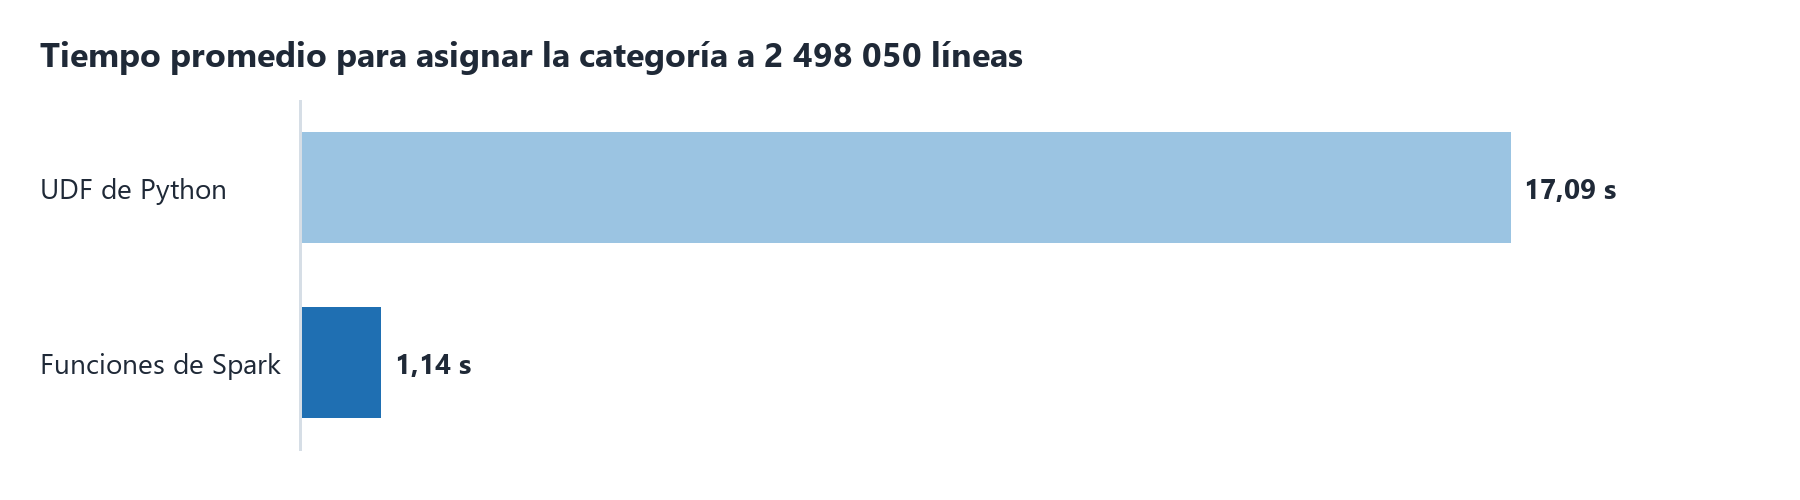 Tiempo promedio para asignar la categoría a 2 498 050 líneas
UDF de Python
17,09 s
Funciones de Spark
1,14 s